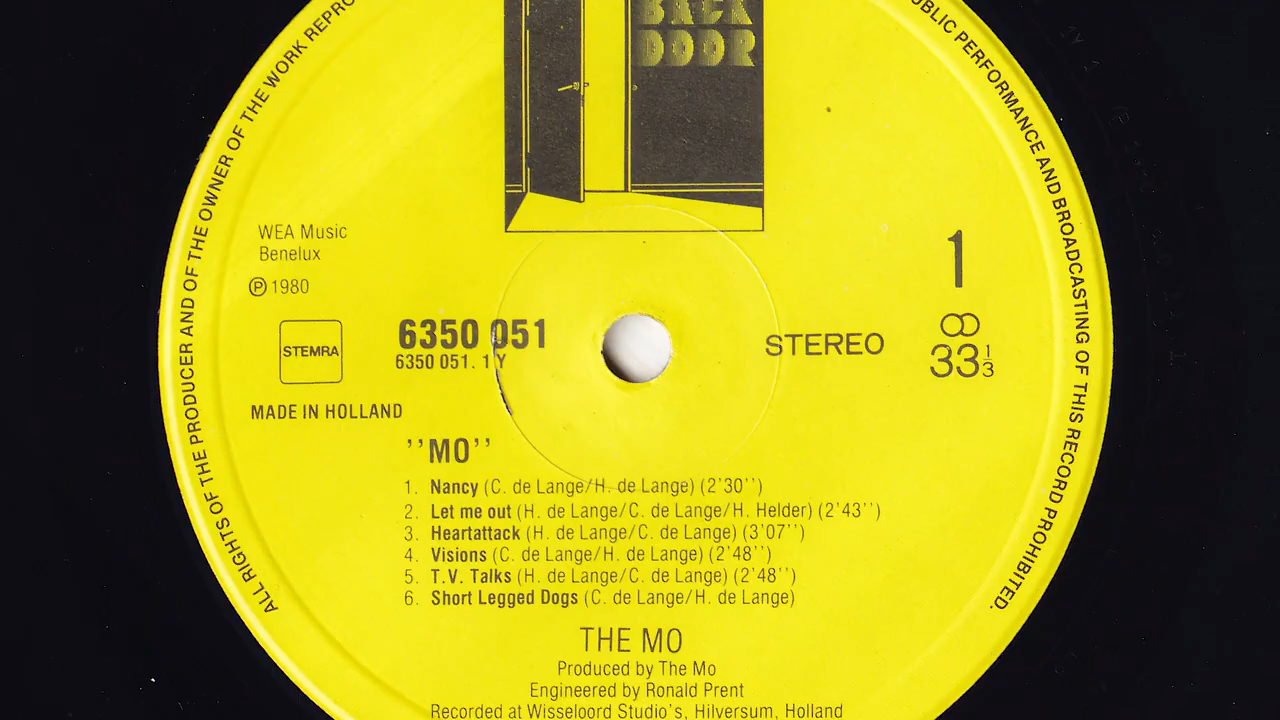 BACK
DOOR
ALL RIGHTS OF THE PRODUCER AND OF THE OWNER OF THE WORK REPRO
PUBLIC PERFORMANCE AND BROADCASTING OF THIS RECORD PROHIBITED.
WEA Music
Benelux
℗ 1980
STEMRA
MADE IN HOLLAND
6350 051
6350 051. 1 Y
STEREO
1
33 1/3
''MO''
1. Nancy (C. de Lange/H. de Lange) (2'30'')
2. Let me out (H. de Lange/C. de Lange/H. Helder) (2'43'')
3. Heartattack (H. de Lange/C. de Lange) (3'07'')
4. Visions (C. de Lange/H. de Lange) (2'48'')
5. T.V. Talks (H. de Lange/C. de Lange) (2'48'')
6. Short Legged Dogs (C. de Lange/H. de Lange)
THE MO
Produced by The Mo
Engineered by Ronald Prent
Recorded at Wisseloord Studio's, Hilversum, Holland